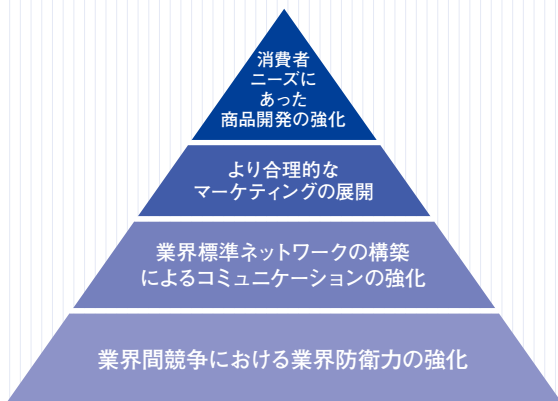 消費者
ニーズに
あった
商品開発の強化
より合理的な
マーケティングの展開
業界標準ネットワークの構築
によるコミュニケーションの強化
業界間競争における業界防衛力の強化